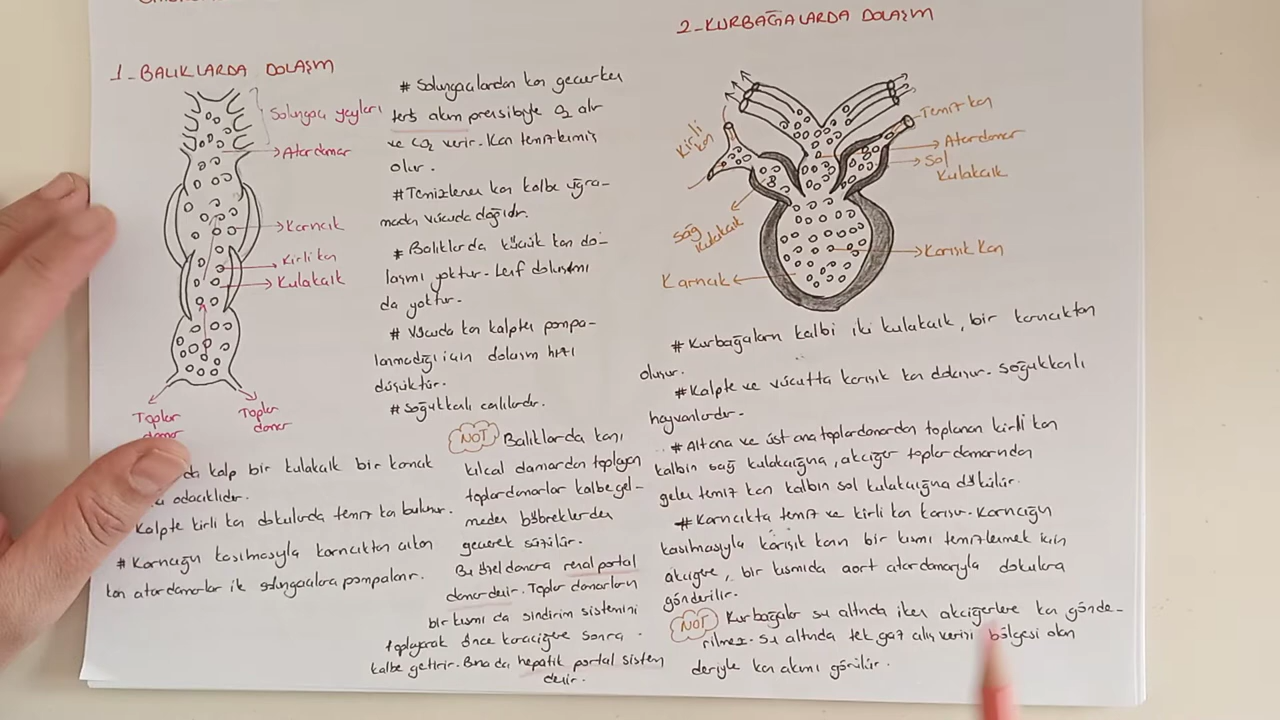 1-BALIKLARDA DOLAŞIM
Solungaç yayları
Atardamar
Karıncık
Kirli kan
Kulakçık
Toplar
damar
Toplar
damar
da kalp bir kulakçık bir karıncık
odacıklıdır.
Kalpte kirli kan dokularda temiz kan bulunur.
# Karıncığın kasılmasıyla karıncıktan çıkan
kan atardamarlar ile solungaçlara pompalanır.
# Solungaçlardan kan geçerken
ters akım prensibiyle O2 alır
ve CO2 verir. Kan temizlenmiş
olur.
# Temizlenen kan kalbe uğra-
madan vücuda dağılır.
# Balıklarda küçük kan do-
laşımı yoktur. Lenf dolaşımı
da yoktur.
# Vücuda kan kalpten pompa-
lanmadığı için dolaşım hızı
düşüktür.
# Soğukkanlı canlılardır.
NOT Balıklarda kanı
kılcal damardan toplayan
toplardamarlar kalbe gel-
meden böbreklerden
geçerek süzülür.
Bu özel damara renal portal
damar denir. Toplar damarların
bir kısmı da sindirim sistemini
toplayarak önce karaciğere sonra
kalbe getirir. Buna da hepatik portal sistem
denir.
2-KURBAĞALARDA DOLAŞIM
Kirli
kan
Temiz kan
Atardamar
Sol
Kulakçık
Sağ
Kulakçık
Karışık kan
Karıncık
# Kurbağaların kalbi iki kulakçık, bir karıncıktan
oluşur.
# Kalpte ve vücutta karışık kan dolaşır. Soğukkanlı
hayvanlardır.
# Alt ana ve üst ana toplardamardan toplanan kirli kan
kalbin sağ kulakçığına, akciğer toplardamarından
gelen temiz kan kalbin sol kulakçığına dökülür.
# Karıncıkta temiz ve kirli kan karışır. Karıncığın
kasılmasıyla karışık kanın bir kısmı temizlenmek için
akciğere, bir kısmıda aort atardamarıyla dokulara
gönderilir.
NOT Kurbağalar su altında iken akciğerlere kan gönde-
rilmez. Su altında tek gaz alış verişi bölgesi olan
deriyle kan akımı görülür.